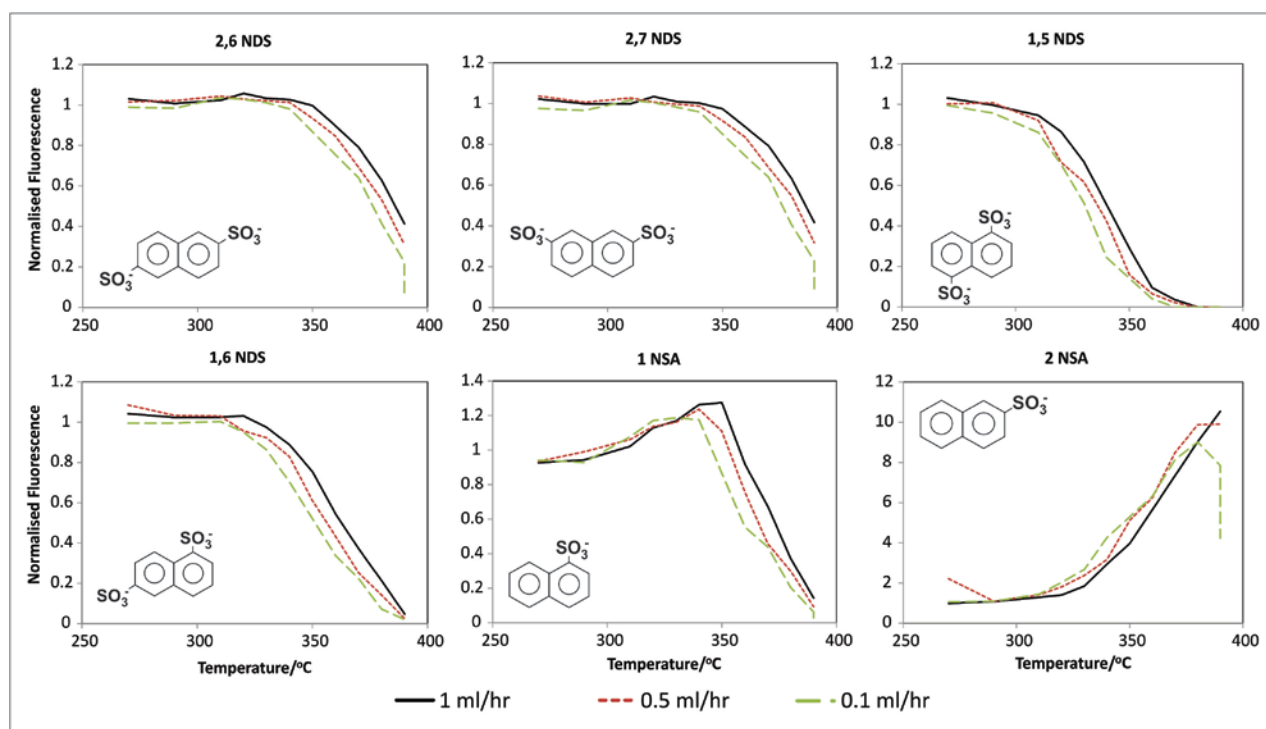 2,6 NDS
2,7 NDS
1,5 NDS
Normalised Fluorescence
1.2
1
0.8
0.6
0.4
0.2
0
250
300
350
400
SO3-
SO3-
1.2
1
0.8
0.6
0.4
0.2
0
250
300
350
400
SO3-
SO3-
1.2
1
0.8
0.6
0.4
0.2
0
250
300
350
400
SO3-
SO3-
1,6 NDS
1 NSA
2 NSA
Normalised Fluorescence
1.2
1
0.8
0.6
0.4
0.2
0
250
300
350
400
SO3-
SO3-
Temperature/°C
1.4
1.2
1
0.8
0.6
0.4
0.2
0
250
300
350
400
SO3-
Temperature/°C
12
10
8
6
4
2
0
250
300
350
400
SO3-
Temperature/°C
1 ml/hr
0.5 ml/hr
0.1 ml/hr